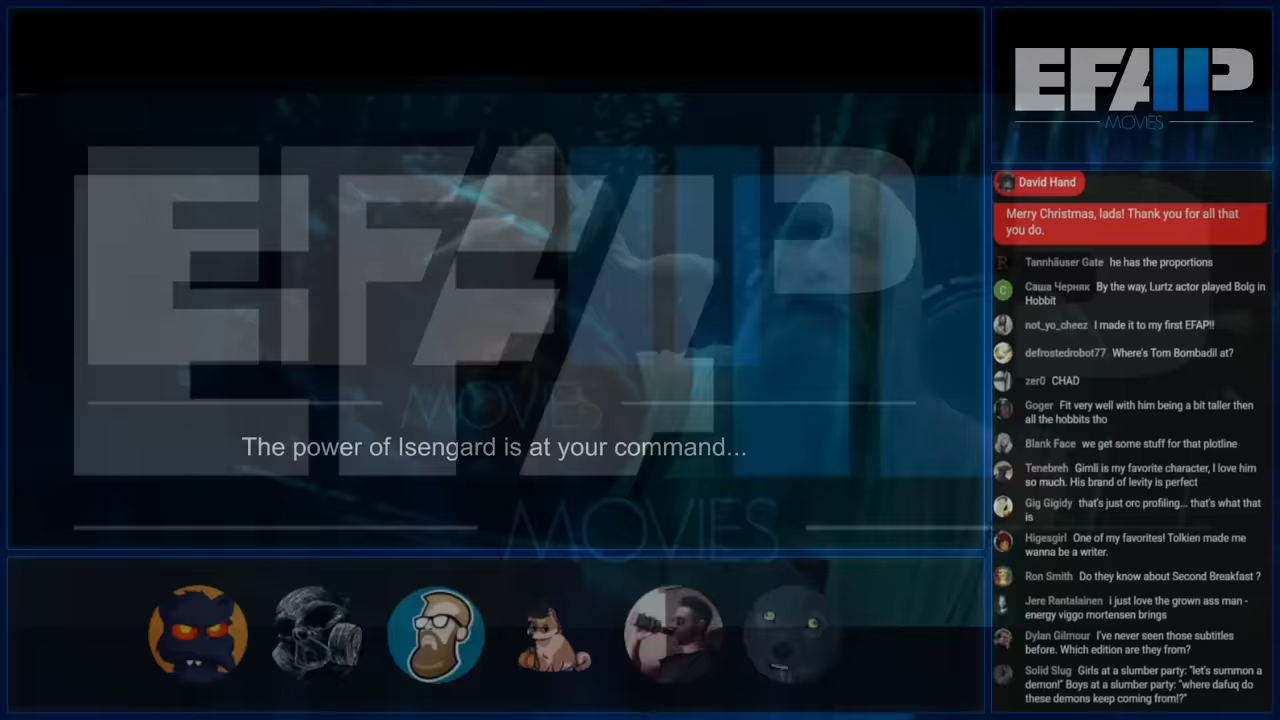 EFAP
MOVIES
EFAP
MOVIES
The power of Isengard is at your command...
EFAP
MOVIES
David Hand
Merry Christmas, lads! Thank you for all that
you do.
R
Tannhäuser Gate he has the proportions
C
Саша Черняк By the way, Lurtz actor played Bolg in
Hobbit
not_yo_cheez I made it to my first EFAP!!
defrostedrobot77 Where's Tom Bombadil at?
zer0 CHAD
Goger Fit very well with him being a bit taller then
all the hobbits tho
Blank Face we get some stuff for that plotline
Tenebreh Gimli is my favorite character, I love him
so much. His brand of levity is perfect
Gig Gigidy that's just orc profiling... that's what that
is
Higesgirl One of my favorites! Tolkien made me
wanna be a writer.
Ron Smith Do they know about Second Breakfast ?
Jere Rantalainen i just love the grown ass man -
energy viggo mortensen brings
Dylan Gilmour I've never seen those subtitles
before. Which edition are they from?
Solid Slug Girls at a slumber party: "let's summon a
demon!" Boys at a slumber party: "where dafuq do
these demons keep coming from!?"